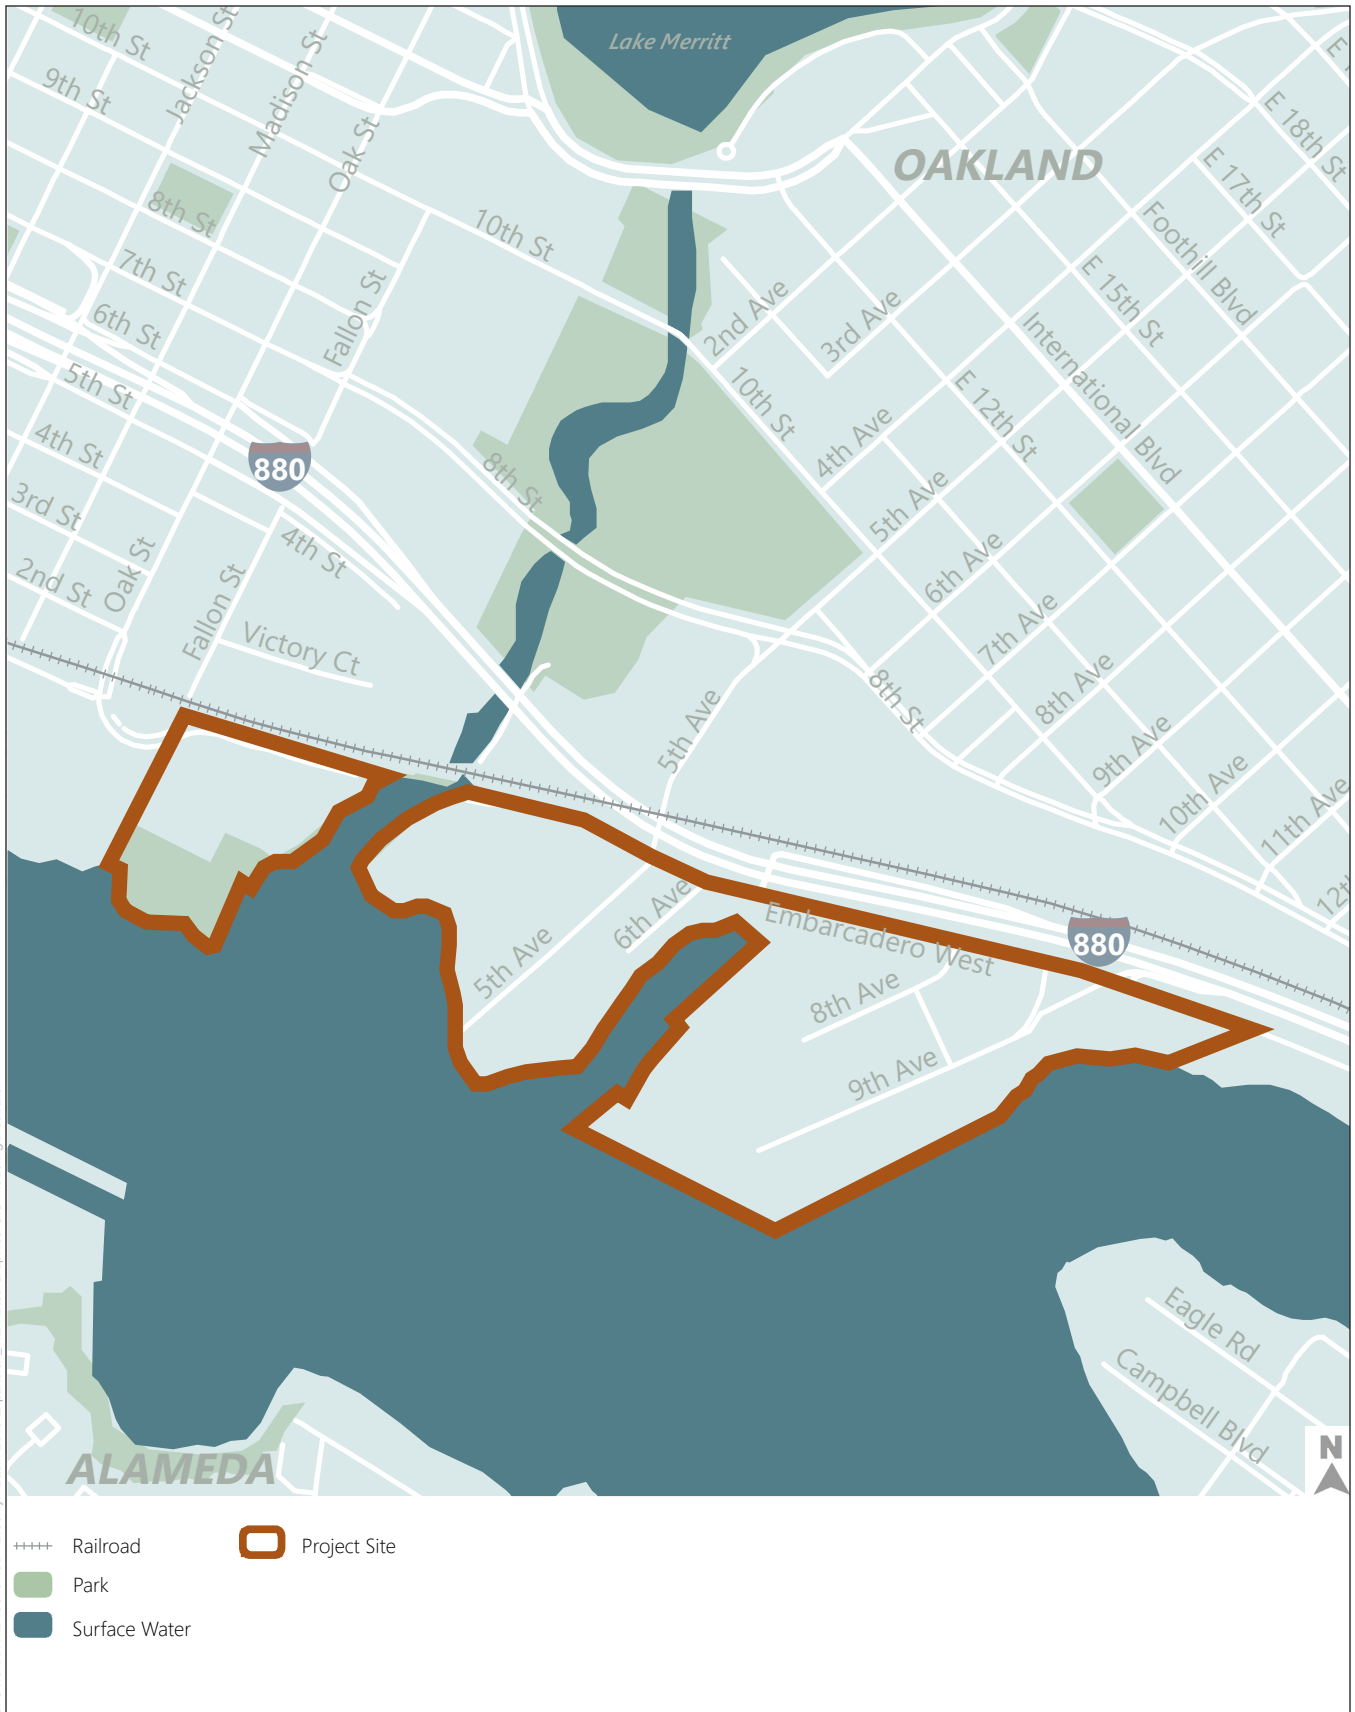 Lake Merritt
10th St
Jackson St
Madison St
9th St
E 18th St
Oak St
OAKLAND
E 17th St
8th St
10th St
Foothill Blvd
7th St
E 15th St
Fallon St
2nd Ave
3rd Ave
6th St
International Blvd
5th St
10th St
E 12th St
4th Ave
4th St
880
8th St
5th Ave
3rd St
4th St
6th Ave
2nd St
Oak St
Fallon St
7th Ave
Victory Ct
8th Ave
8th St
5th Ave
9th Ave
10th Ave
11th Ave
6th Ave
Embarcadero West
880
5th Ave
8th Ave
9th Ave
Eagle Rd
Campbell Blvd
ALAMEDA
N
Railroad
Project Site
Park
Surface Water